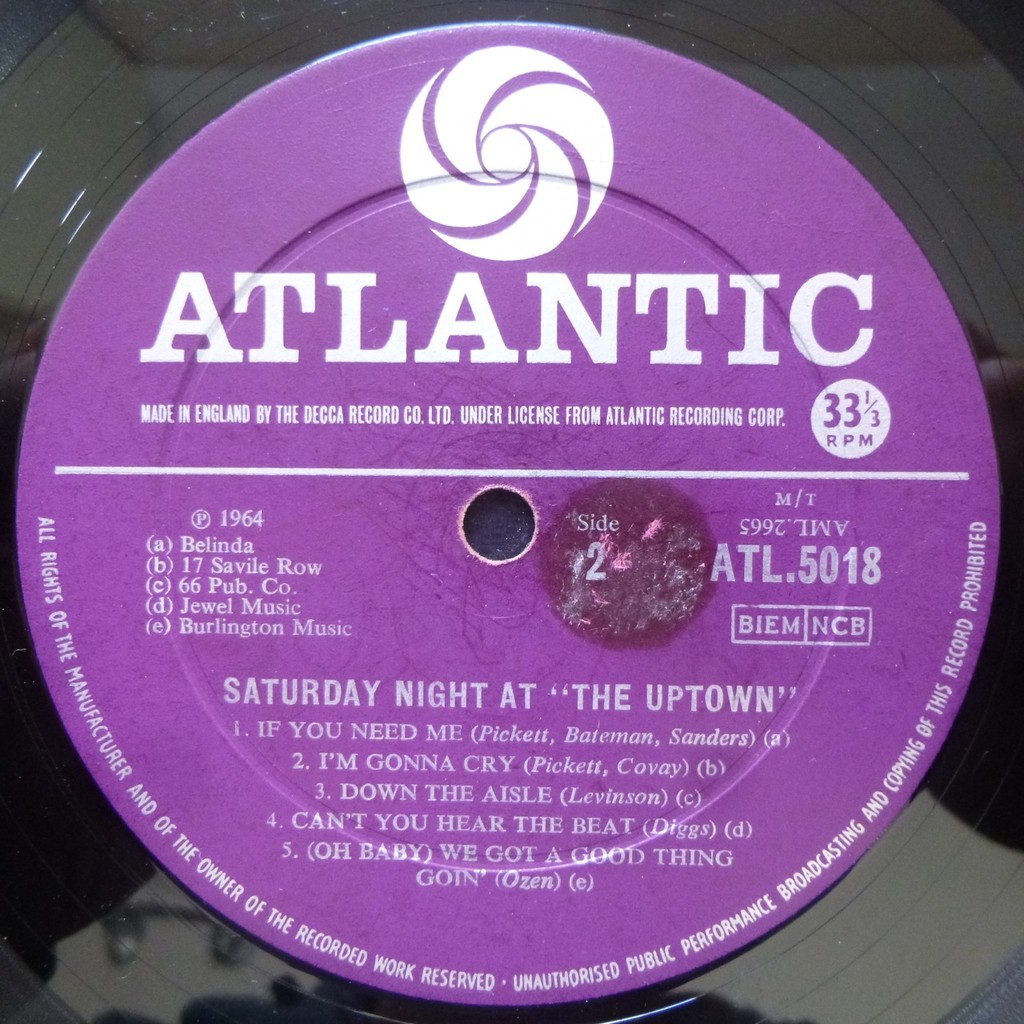 ATLANTIC
MADE IN ENGLAND BY THE DECCA RECORD CO. LTD. UNDER LICENSE FROM ATLANTIC RECORDING CORP.
33⅓
RPM
℗ 1964
(a) Belinda
(b) 17 Savile Row
(c) 66 Pub. Co.
(d) Jewel Music
(e) Burlington Music
Side
2
M/T
AML.2665
ATL.5018
BIEM NCB
SATURDAY NIGHT AT "THE UPTOWN"
1. IF YOU NEED ME (Pickett, Bateman, Sanders) (a)
2. I'M GONNA CRY (Pickett, Covay) (b)
3. DOWN THE AISLE (Levinson) (c)
4. CAN'T YOU HEAR THE BEAT (Diggs) (d)
5. (OH BABY) WE GOT A GOOD THING
GOIN' (Ozen) (e)
ALL RIGHTS OF THE MANUFACTURER AND OF THE OWNER OF THE RECORDED WORK RESERVED · UNAUTHORISED PUBLIC PERFORMANCE BROADCASTING AND COPYING OF THIS RECORD PROHIBITED